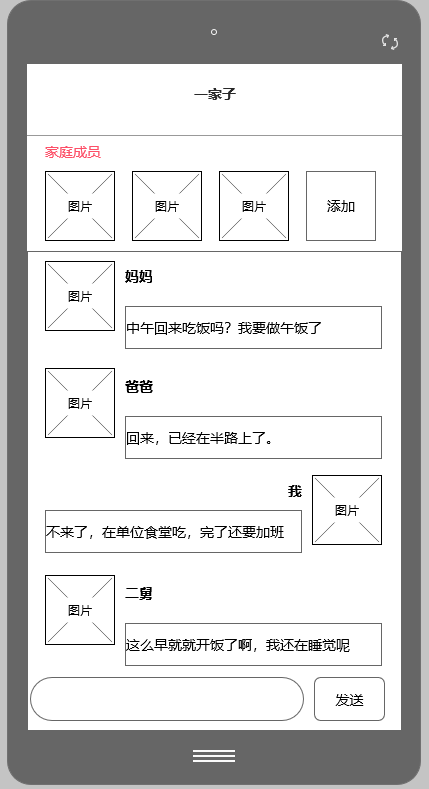 一家子
家庭成员
图片 图片 图片 添加
图片
妈妈
中午回来吃饭吗？我要做午饭了
图片
爸爸
回来，已经在半路上了。
我
图片
不来了，在单位食堂吃，完了还要加班
图片
二舅
这么早就就开饭了啊，我还在睡觉呢
发送